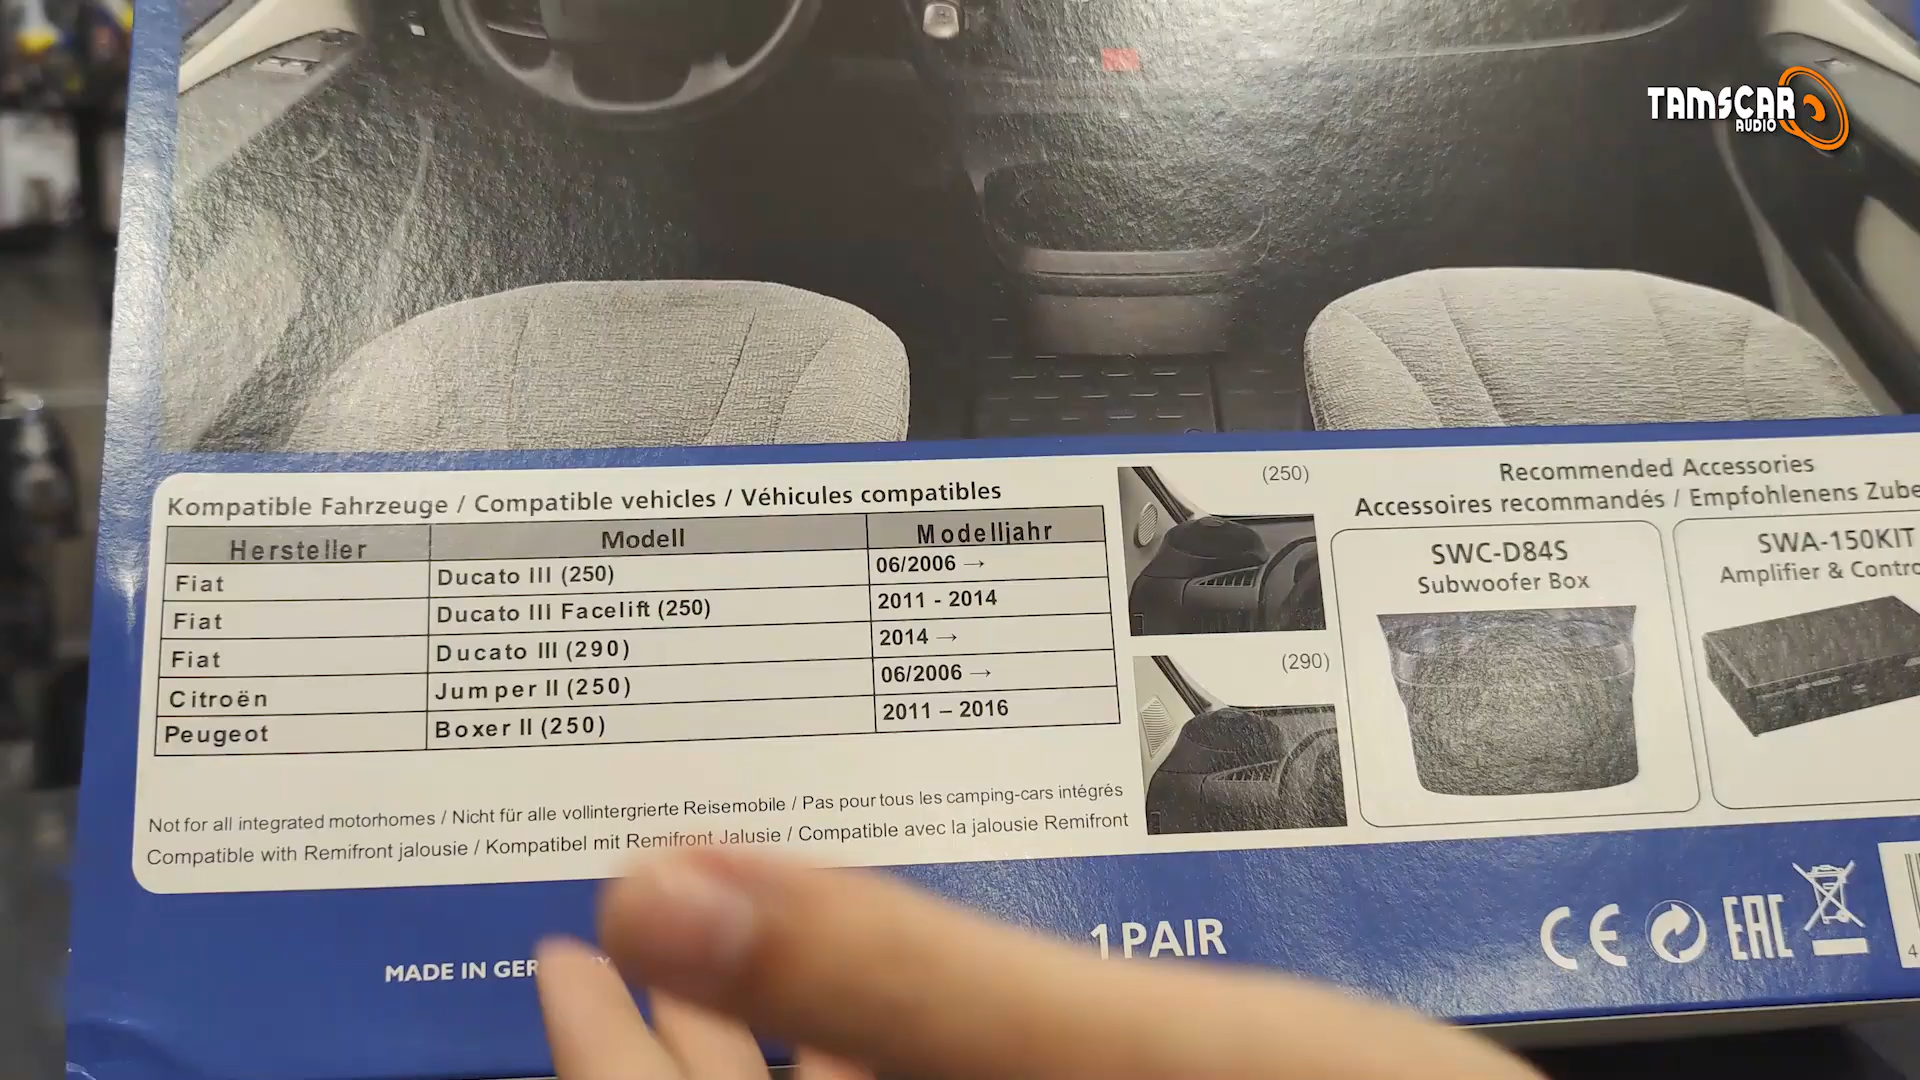 TAMSCAR
AUDIO
Kompatible Fahrzeuge / Compatible vehicles / Véhicules compatibles
Hersteller Modell Modelljahr
Fiat Ducato III (250) 06/2006 →
Fiat Ducato III Facelift (250) 2011 - 2014
Fiat Ducato III (290) 2014 →
Citroën Jumper II (250) 06/2006 →
Peugeot Boxer II (250) 2011 – 2016
Not for all integrated motorhomes / Nicht für alle vollintergrierte Reisemobile / Pas pour tous les camping-cars intégrés
Compatible with Remifront jalousie / Kompatibel mit Remifront Jalusie / Compatible avec la jalousie Remifront
(250)
(290)
Recommended Accessories
Accessoires recommandés / Empfohlenens Zube
SWC-D84S
Subwoofer Box
SWA-150KIT
Amplifier & Contro
MADE IN GER
1 PAIR
CE EAC
4